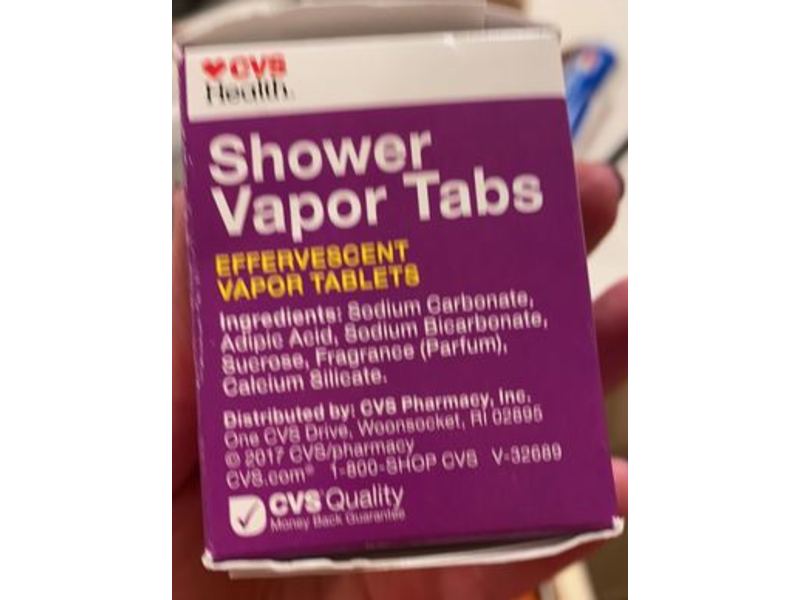 CVS
Health.
Shower
Vapor Tabs
EFFERVESCENT
VAPOR TABLETS
Ingredients: Sodium Carbonate,
Adipic Acid, Sodium Bicarbonate,
Sucrose, Fragrance (Parfum),
Calcium Silicate.
Distributed by: CVS Pharmacy, Inc.
One CVS Drive, Woonsocket, RI 02895
© 2017 CVS/pharmacy
CVS.com® 1-800-SHOP CVS V-32689
CVS Quality
Money Back Guarantee